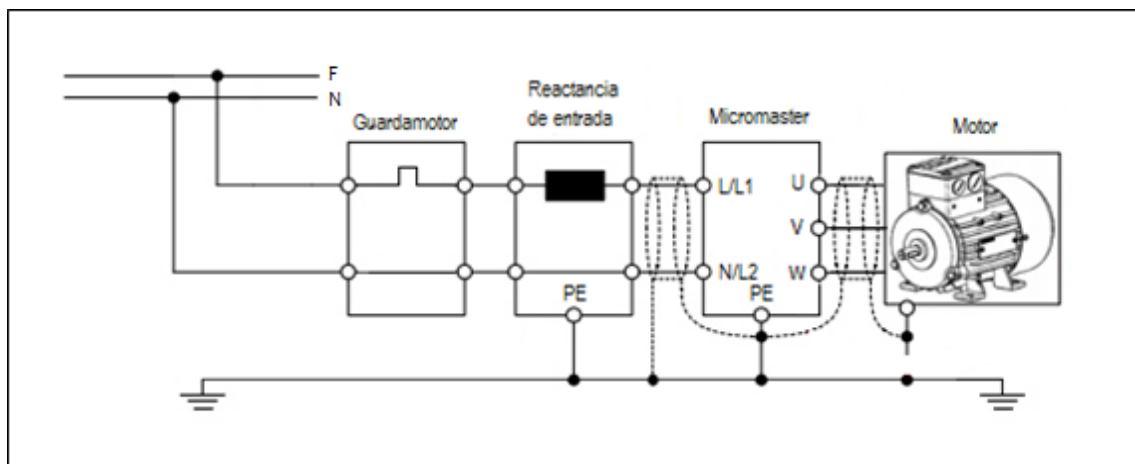 F
N
Guardamotor
Reactancia
de entrada
Micromaster
Motor
L/L1
U
V
N/L2
W
PE
PE